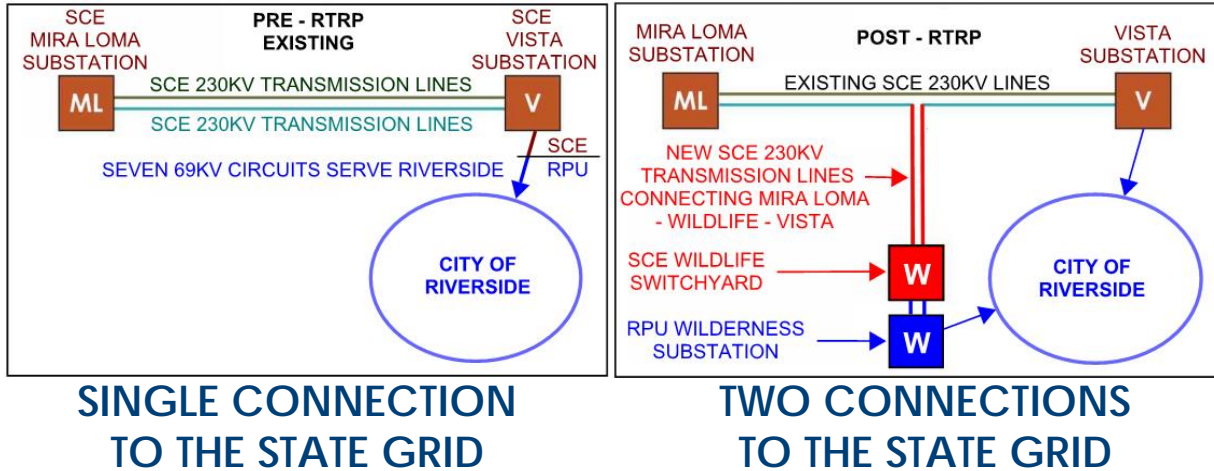 SCE
MIRA LOMA
SUBSTATION
PRE - RTRP
EXISTING
SCE
VISTA
SUBSTATION
ML
SCE 230KV TRANSMISSION LINES
V
SCE 230KV TRANSMISSION LINES
SEVEN 69KV CIRCUITS SERVE RIVERSIDE
SCE
RPU
CITY OF
RIVERSIDE
SINGLE CONNECTION
TO THE STATE GRID
MIRA LOMA
SUBSTATION
POST - RTRP
VISTA
SUBSTATION
ML
EXISTING SCE 230KV LINES
V
NEW SCE 230KV
TRANSMISSION LINES
CONNECTING MIRA LOMA
- WILDLIFE - VISTA
SCE WILDLIFE
SWITCHYARD
W
RPU WILDERNESS
SUBSTATION
W
CITY OF
RIVERSIDE
TWO CONNECTIONS
TO THE STATE GRID